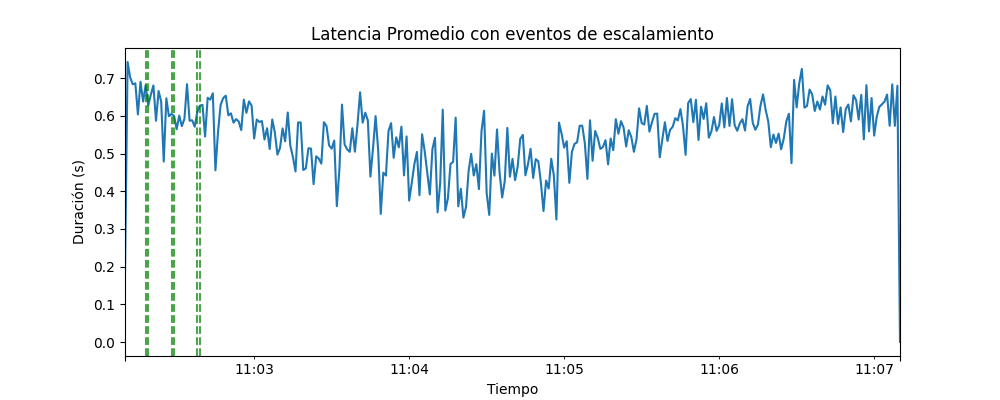 Latencia Promedio con eventos de escalamiento
Duración (s)
0.7
0.6
0.5
0.4
0.3
0.2
0.1
0.0
11:03 11:04 11:05 11:06 11:07
Tiempo